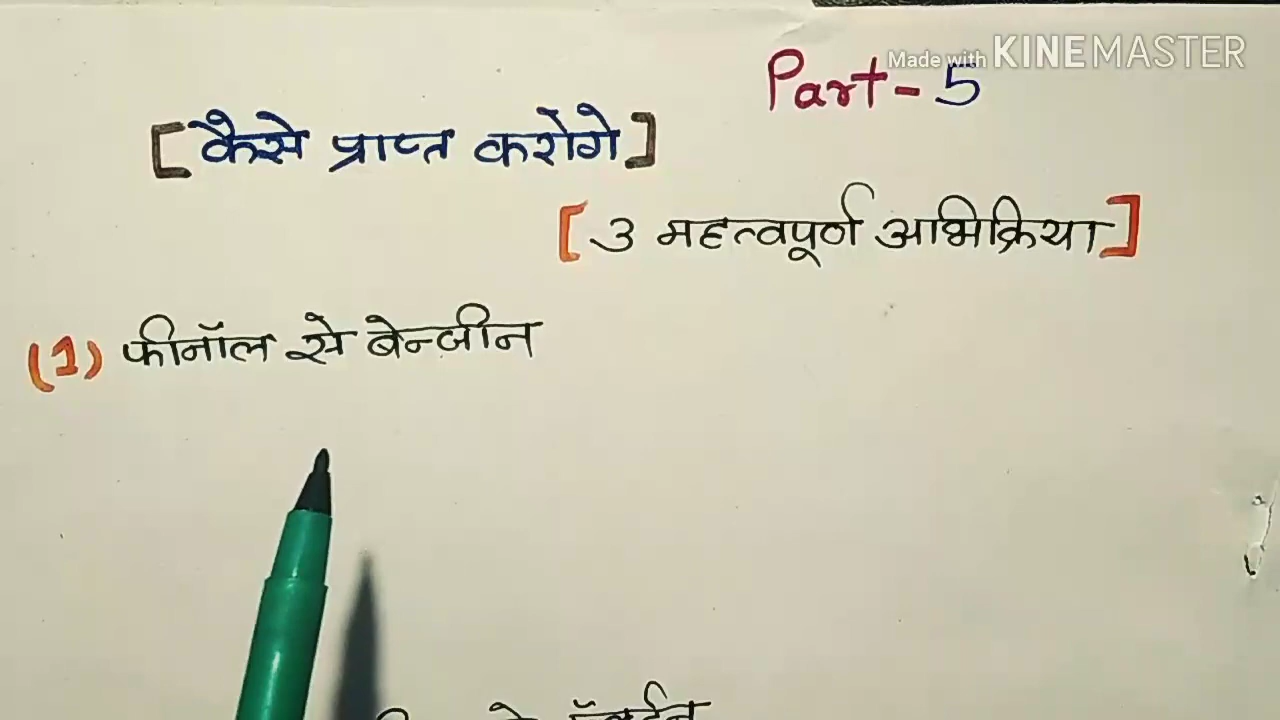 Made with KINEMASTER
Part - 5
[कैसे प्राप्त करोगे]
[3 महत्वपूर्ण अभिक्रिया]
(1) फीनॉल से बेन्जीन